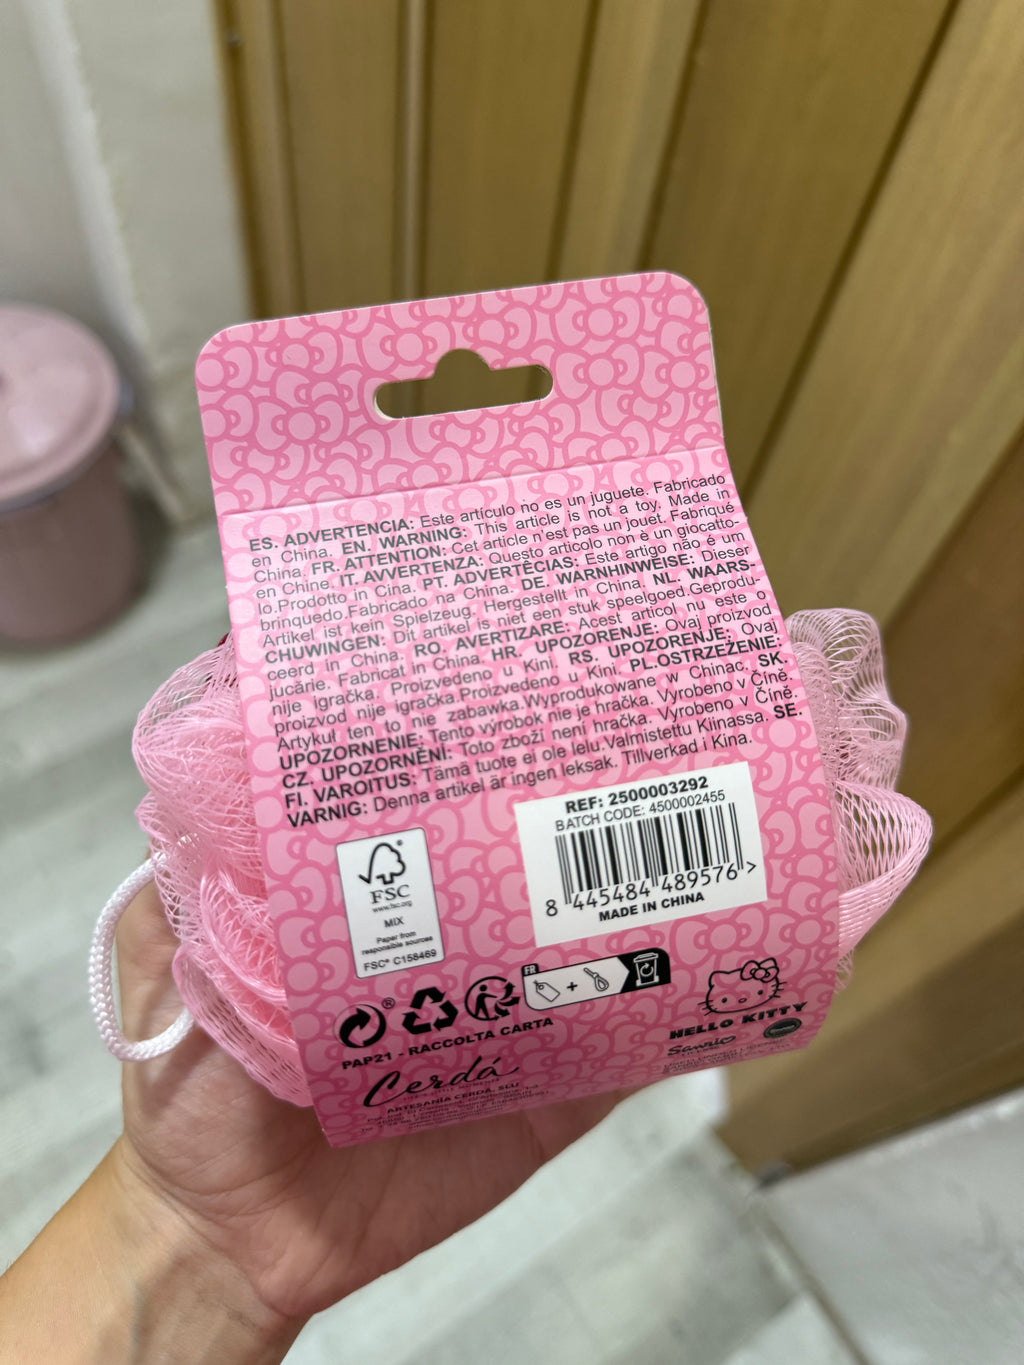 ES. ADVERTENCIA: Este artículo no es un juguete. Fabricado
en China. EN. WARNING: This article is not a toy. Made in
China. FR. ATTENTION: Cet article n'est pas un jouet. Fabriqué
en Chine. IT. AVVERTENZA: Questo articolo non è un giocatto-
lo.Prodotto in Cina. PT. ADVERTÊCIAS: Este artigo não é um
brinquedo.Fabricado na China. DE. WARNHINWEISE: Dieser
Artikel ist kein Spielzeug. Hergestellt in China. NL. WAARS-
CHUWINGEN: Dit artikel is niet een stuk speelgoed.Geprodu-
ceerd in China. RO. AVERTIZARE: Acest articol nu este o
jucărie. Fabricat in China. HR. UPOZORENJE: Ovaj proizvod
nije igračka. Proizvedeno u Kini. RS. UPOZORENJE: Ovaj
proizvod nije igračka.Proizvedeno u Kini. PL.OSTRZEŻENIE:
Artykuł ten to nie zabawka.Wyprodukowane w Chinac. SK.
UPOZORNENIE: Tento výrobok nie je hračka. Vyrobeno v Číně.
CZ. UPOZORNĚNÍ: Toto zboží není hračka. Vyrobeno v Číně.
FI. VAROITUS: Tämä tuote ei ole lelu.Valmistettu Kiinassa. SE.
VARNIG: Denna artikel är ingen leksak. Tillverkad i Kina.
REF: 2500003292
BATCH CODE: 4500002455
8 445484 489576 >
MADE IN CHINA
FSC
www.fsc.org
MIX
Paper from
responsible sources
FSC® C158469
®
FR
+
PAP21 - RACCOLTA CARTA
HELLO KITTY
Sanrio
Cerdá
ARTESANÍA CERDÁ, SLU